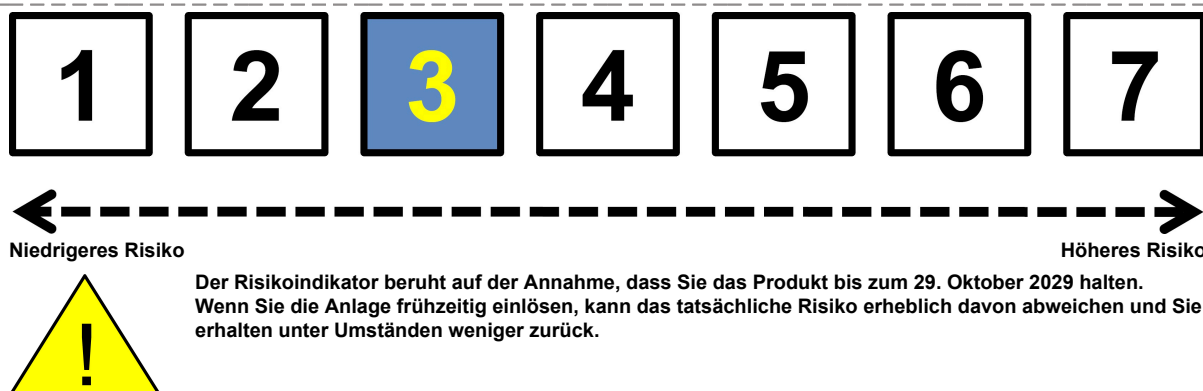 1 2 3 4 5 6 7
Niedrigeres Risiko Höheres Risiko
Der Risikoindikator beruht auf der Annahme, dass Sie das Produkt bis zum 29. Oktober 2029 halten.
Wenn Sie die Anlage frühzeitig einlösen, kann das tatsächliche Risiko erheblich davon abweichen und Sie
erhalten unter Umständen weniger zurück.
!